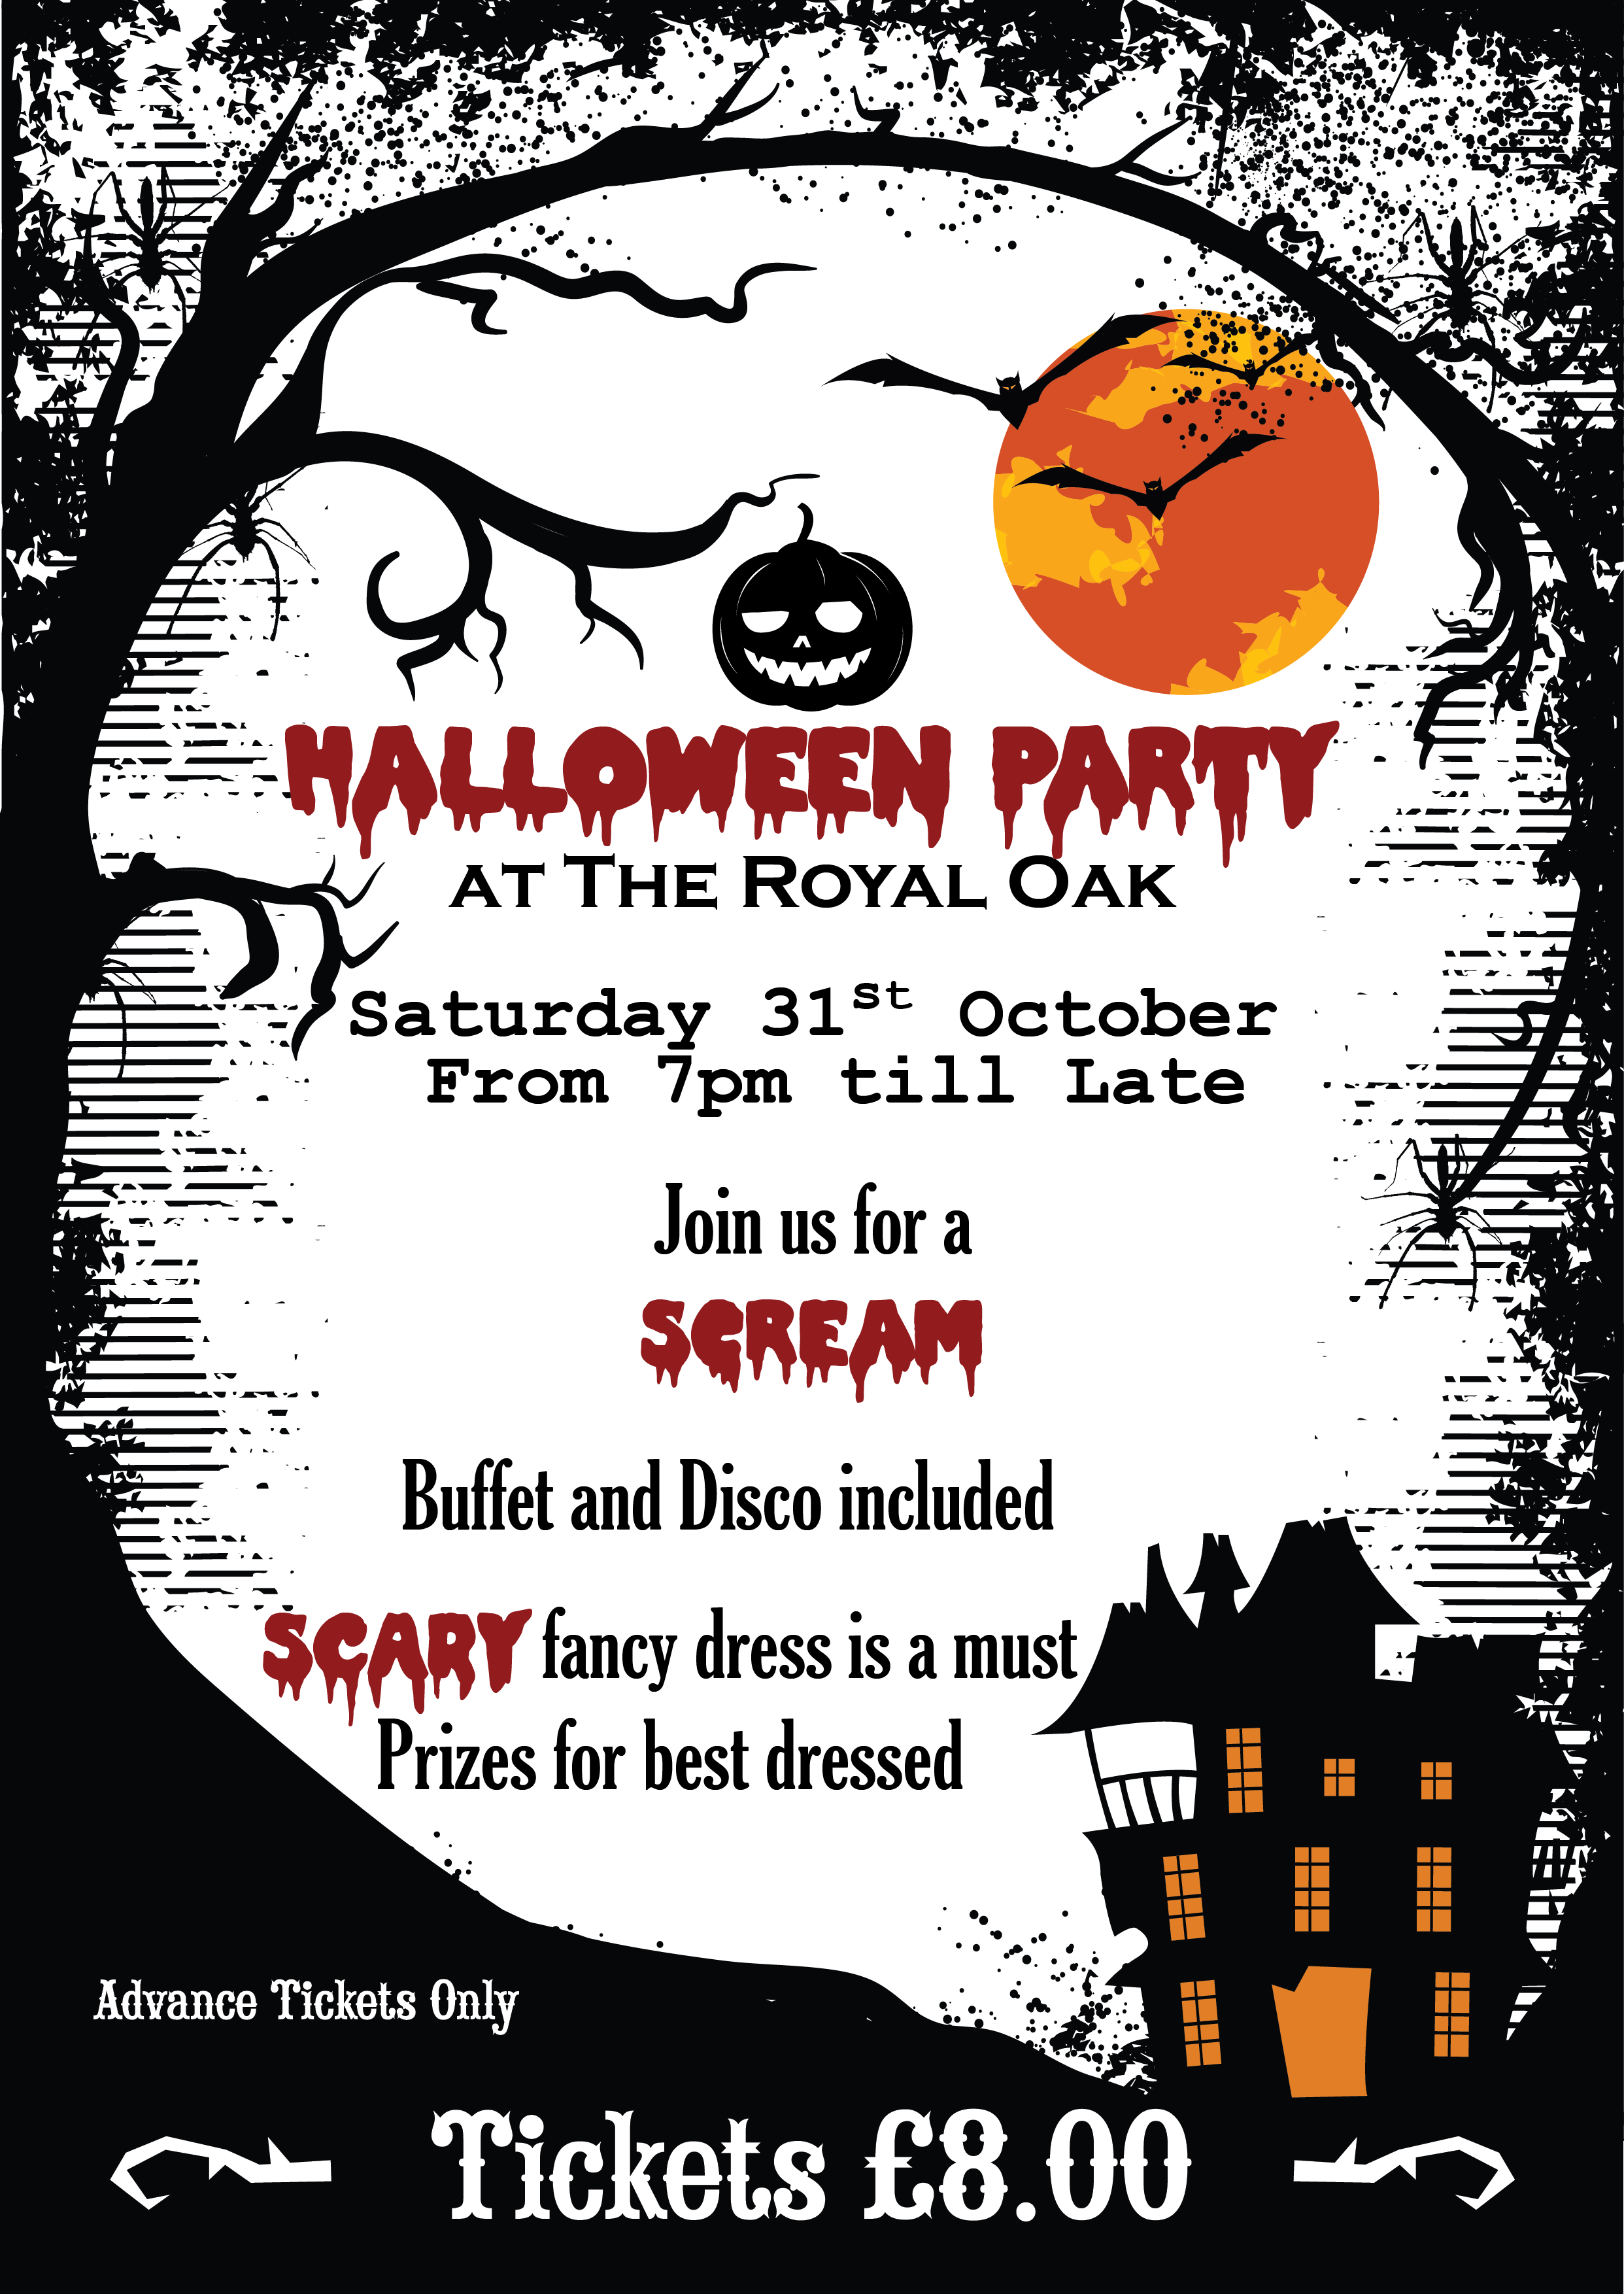 HALLOWEEN PARTY
AT THE ROYAL OAK
Saturday 31st October
From 7pm till Late
Join us for a
SCREAM
Buffet and Disco included
SCARY fancy dress is a must
Prizes for best dressed
Advance Tickets Only
Tickets £8.00